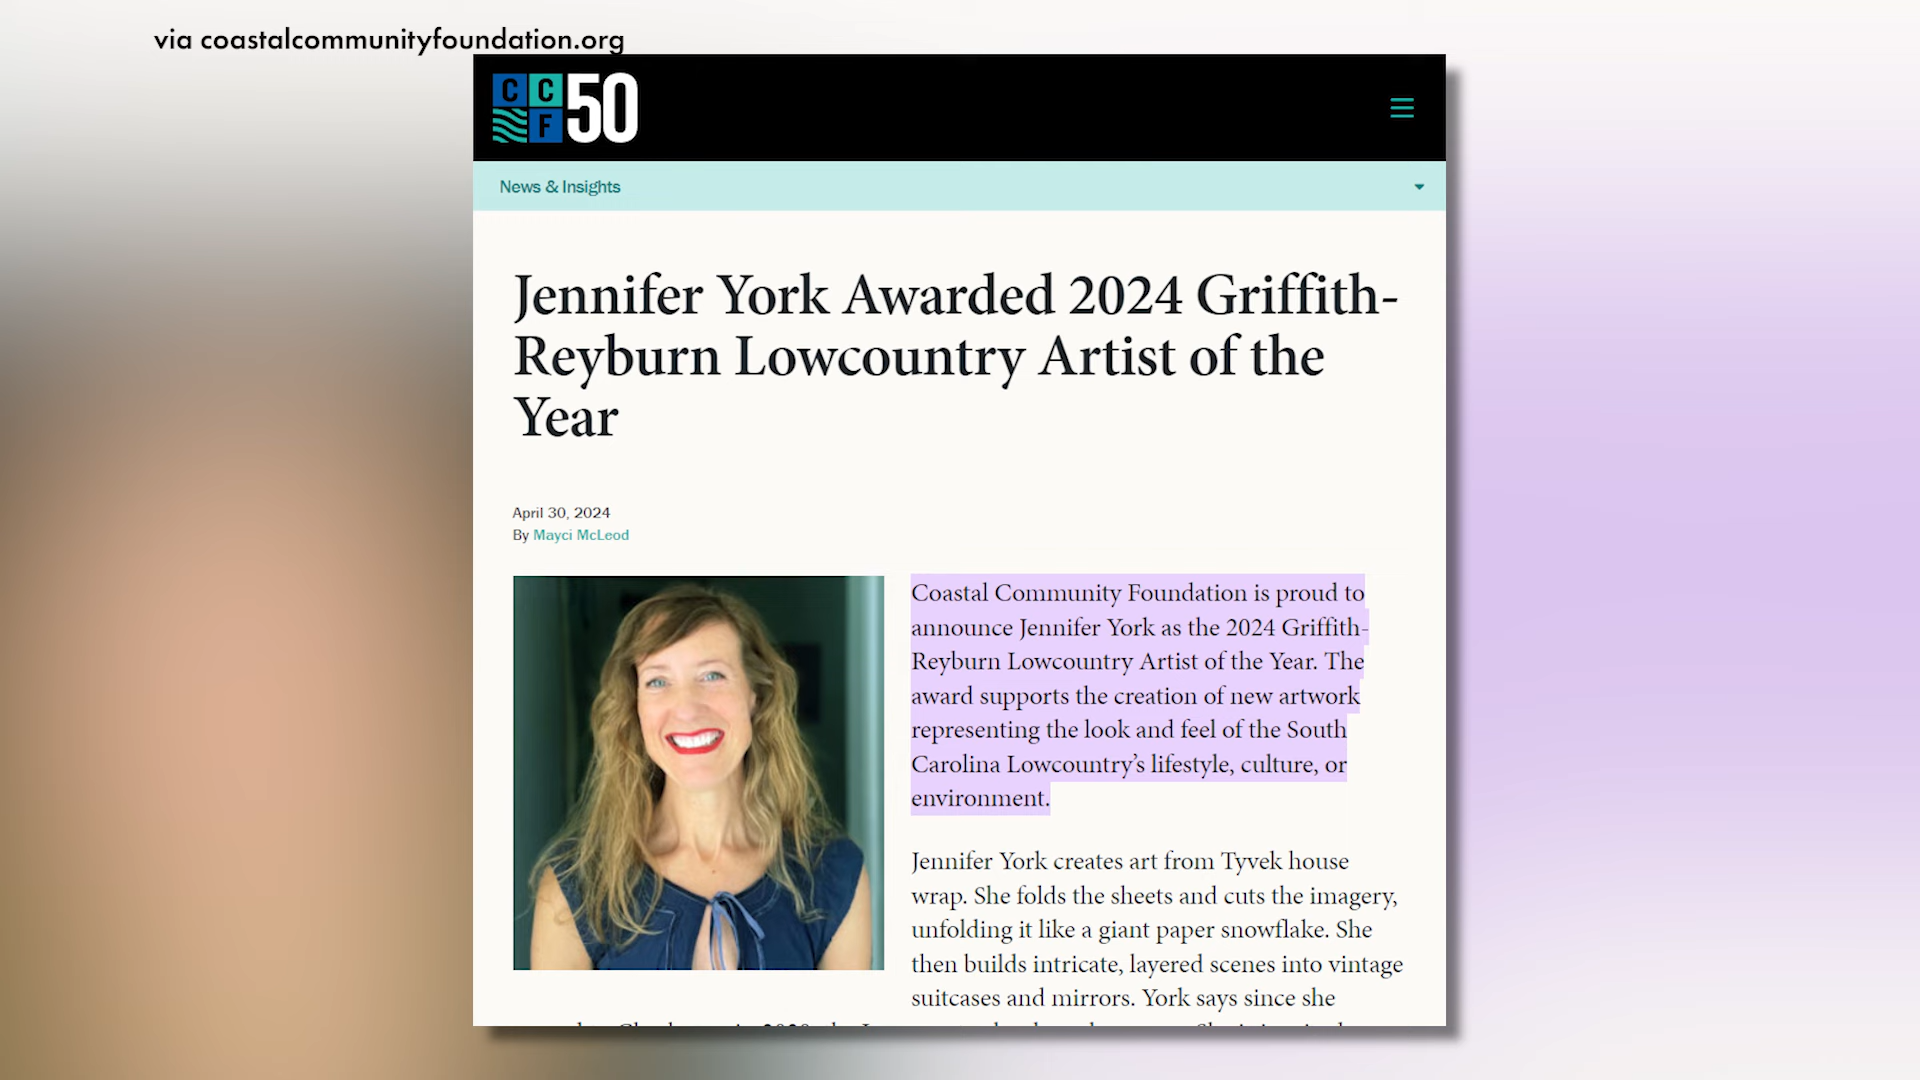 via coastalcommunityfoundation.org
CCF50
News & Insights
Jennifer York Awarded 2024 Griffith-
Reyburn Lowcountry Artist of the
Year
April 30, 2024
By Mayci McLeod
Coastal Community Foundation is proud to
announce Jennifer York as the 2024 Griffith-
Reyburn Lowcountry Artist of the Year. The
award supports the creation of new artwork
representing the look and feel of the South
Carolina Lowcountry’s lifestyle, culture, or
environment.
Jennifer York creates art from Tyvek house
wrap. She folds the sheets and cuts the imagery,
unfolding it like a giant paper snowflake. She
then builds intricate, layered scenes into vintage
suitcases and mirrors. York says since she